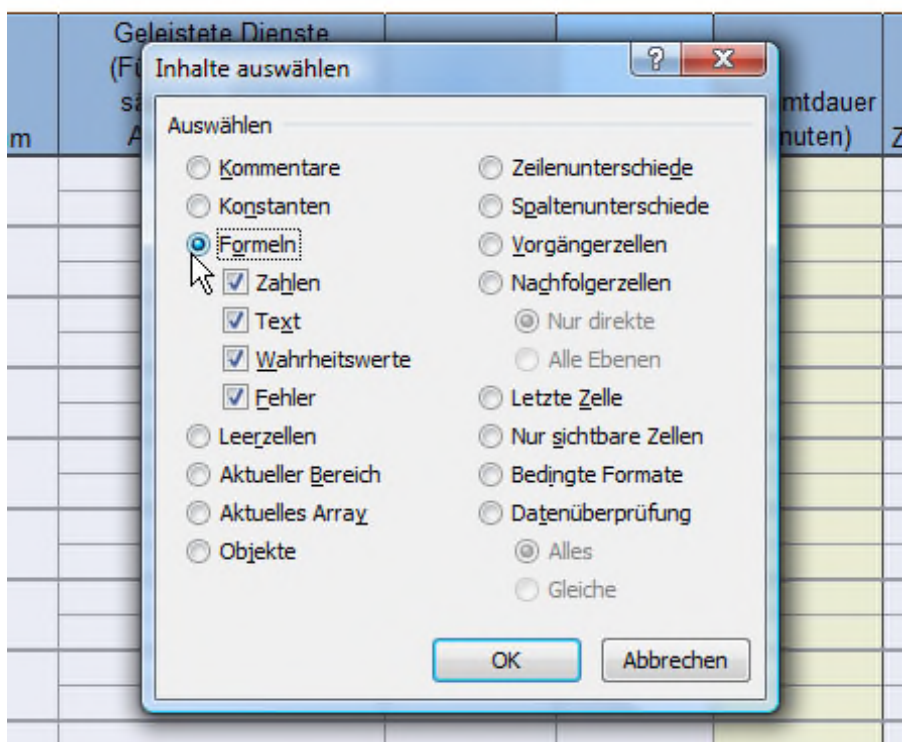 Geleistete Dienste
Inhalte auswählen
mtdauer
nuten)
m
Auswählen
Kommentare
Konstanten
Formeln
Zahlen
Text
Wahrheitswerte
Fehler
Leerzellen
Aktueller Bereich
Aktuelles Array
Objekte
Zeilenunterschiede
Spaltenunterschiede
Vorgängerzellen
Nachfolgerzellen
Nur direkte
Alle Ebenen
Letzte Zelle
Nur sichtbare Zellen
Bedingte Formate
Datenüberprüfung
Alles
Gleiche
OK
Abbrechen